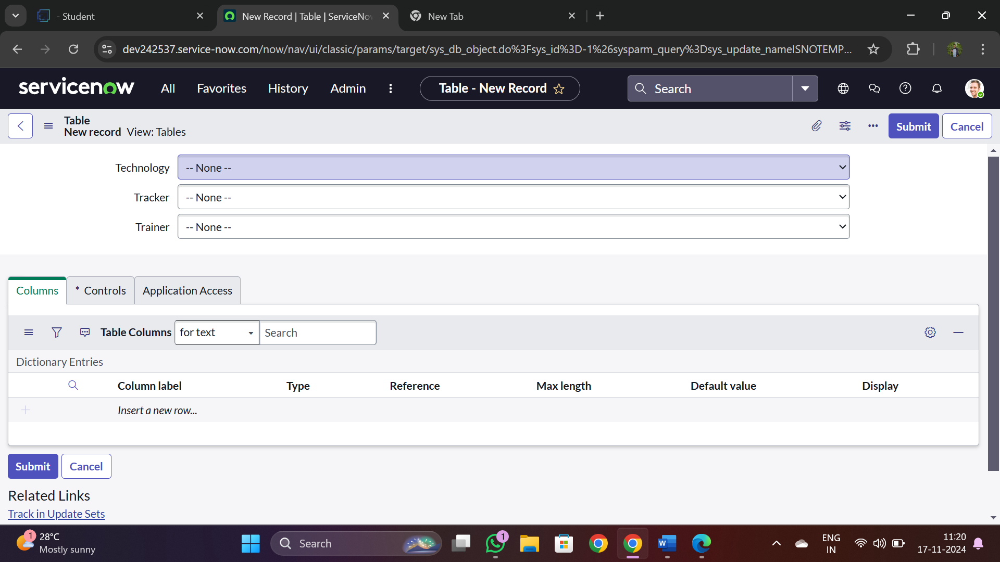 - Student
New Record | Table | ServiceNo
New Tab
dev242537.service-now.com/now/nav/ui/classic/params/target/sys_db_object.do%3Fsys_id%3D-1%26sysparm_query%3Dsys_update_nameISNOTEMP...
servicenow
All
Favorites
History
Admin
Table - New Record
Search
Table
New record View: Tables
Submit
Cancel
Technology
-- None --
Tracker
-- None --
Trainer
-- None --
Columns
* Controls
Application Access
Table Columns
for text
Search
Dictionary Entries
Column label
Type
Reference
Max length
Default value
Display
Insert a new row...
Submit
Cancel
Related Links
Track in Update Sets
1
28°C
Mostly sunny
Search
1
W
ENG
IN
11:20
17-11-2024